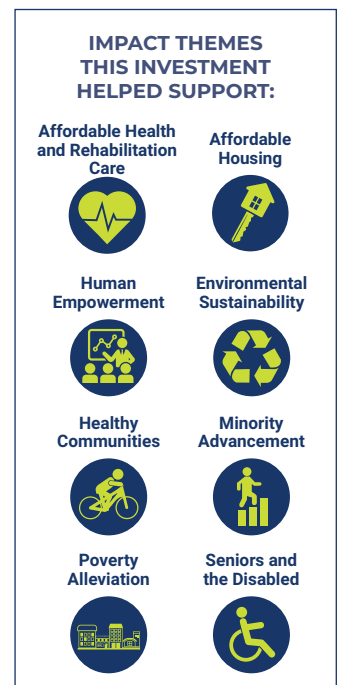 IMPACT THEMES
THIS INVESTMENT
HELPED SUPPORT:
Affordable Health
and Rehabilitation
Care
Affordable
Housing
Human
Empowerment
Environmental
Sustainability
Healthy
Communities
Minority
Advancement
Poverty
Alleviation
Seniors and
the Disabled